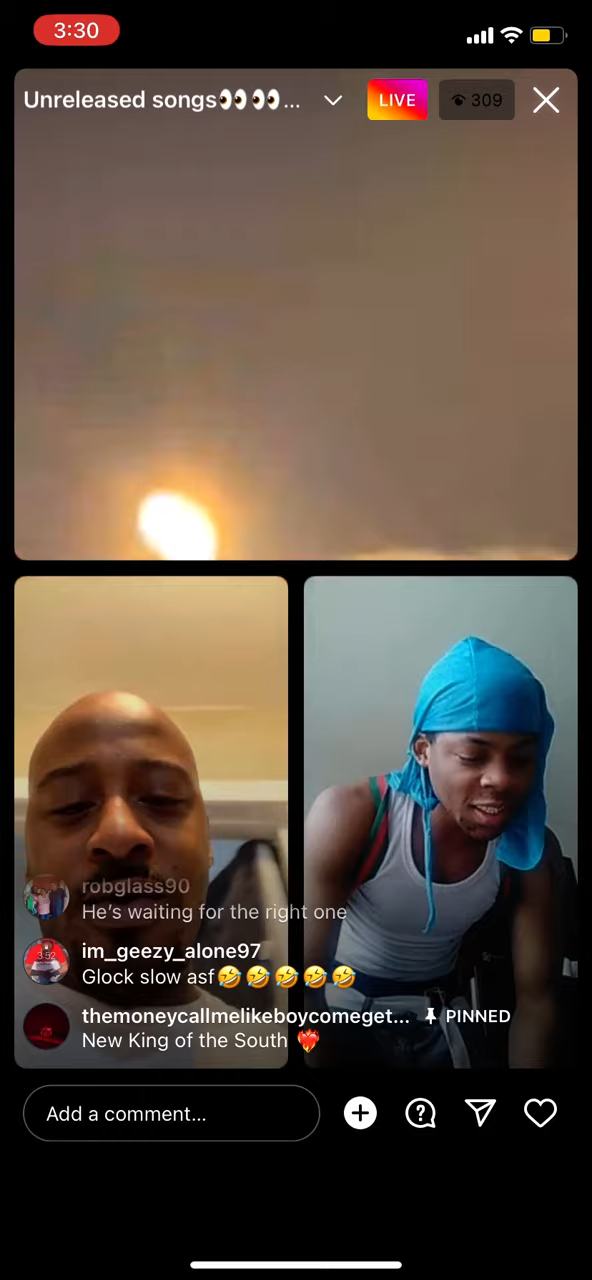 3:30
Unreleased songs👀👀...
LIVE
309
robglass90
He's waiting for the right one
im_geezy_alone97
Glock slow asf🤣🤣🤣🤣🤣
themoneycallmelikeboycomeget... PINNED
New King of the South ❤️‍🔥
Add a comment...